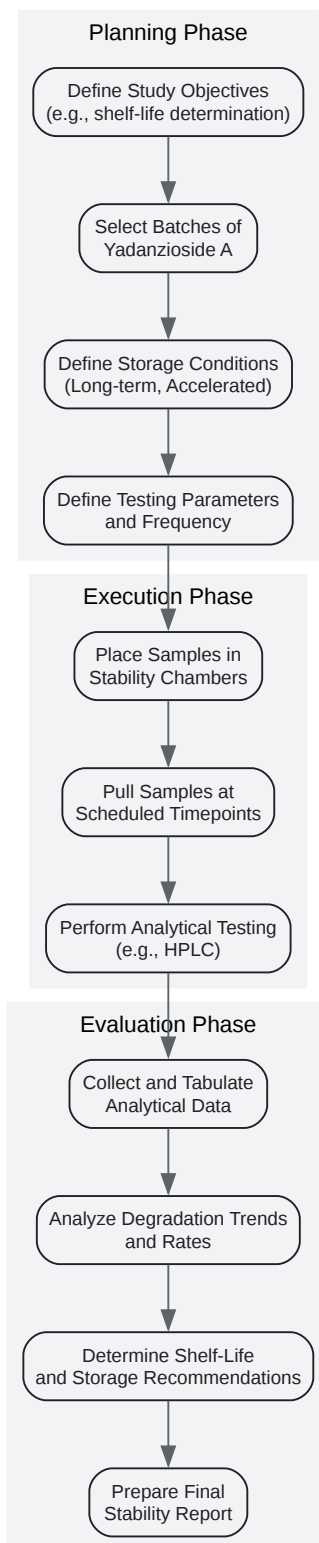 Planning Phase
Define Study Objectives
(e.g., shelf-life determination)
Select Batches of
Yadanzioside A
Define Storage Conditions
(Long-term, Accelerated)
Define Testing Parameters
and Frequency
Execution Phase
Place Samples in
Stability Chambers
Pull Samples at
Scheduled Timepoints
Perform Analytical Testing
(e.g., HPLC)
Evaluation Phase
Collect and Tabulate
Analytical Data
Analyze Degradation Trends
and Rates
Determine Shelf-Life
and Storage Recommendations
Prepare Final
Stability Report